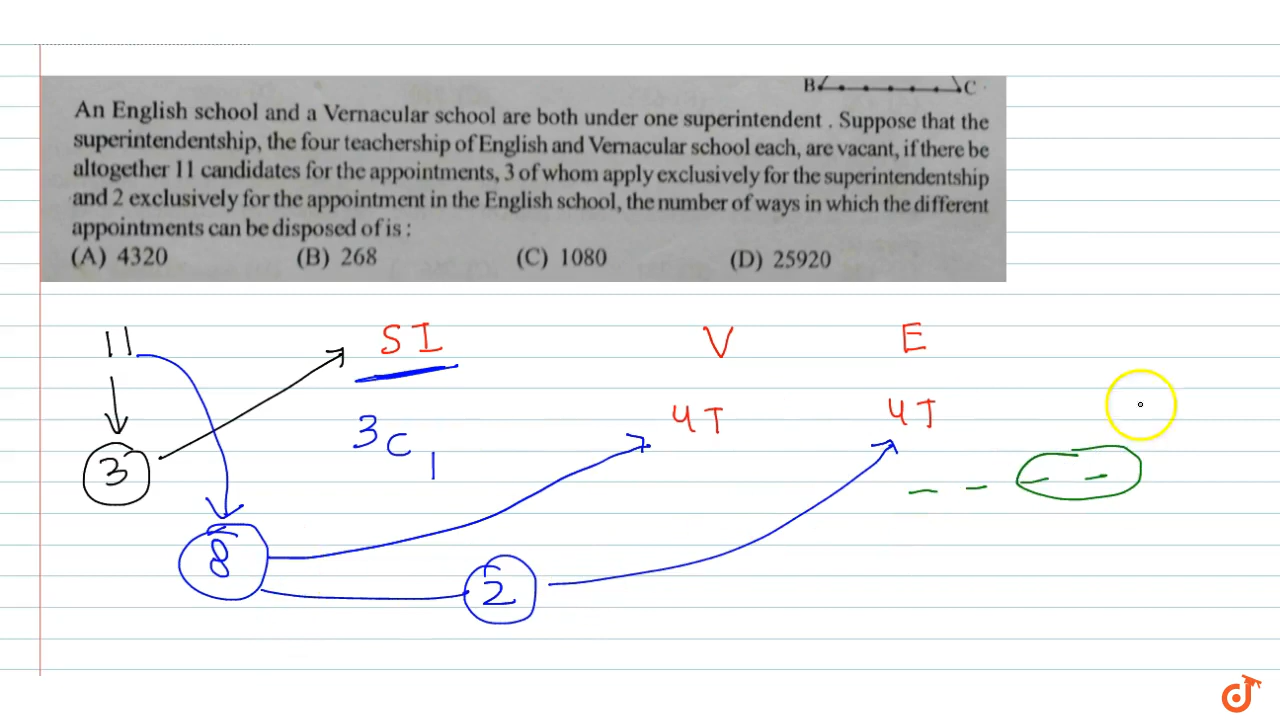 B C
An English school and a Vernacular school are both under one superintendent . Suppose that the
superintendentship, the four teachership of English and Vernacular school each, are vacant, if there be
altogether 11 candidates for the appointments, 3 of whom apply exclusively for the superintendentship
and 2 exclusively for the appointment in the English school, the number of ways in which the different
appointments can be disposed of is :
(A) 4320 (B) 268 (C) 1080 (D) 25920
11 SI V E
3C1 4T 4T
3
8 2